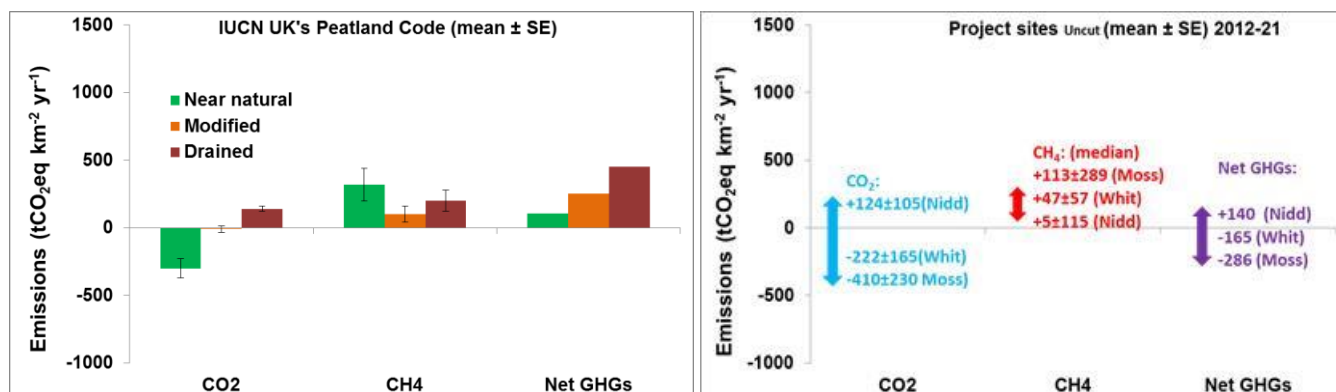 IUCN UK's Peatland Code (mean ± SE)
Emissions (tCO2eq km-2 yr-1)
1500
1000
500
0
-500
-1000
Near natural
Modified
Drained
CO2
CH4
Net GHGs
Project sites Uncut (mean ± SE) 2012-21
Emissions (tCO2eq km-2 yr-1)
1500
1000
500
0
-500
-1000
CO2:
+124±105(Nidd)
-222±165(Whit)
-410±230 Moss)
CH4: (median)
+113±289 (Moss)
+47±57 (Whit)
+5±115 (Nidd)
Net GHGs:
+140 (Nidd)
-165 (Whit)
-286 (Moss)
CO2
CH4
Net GHGs